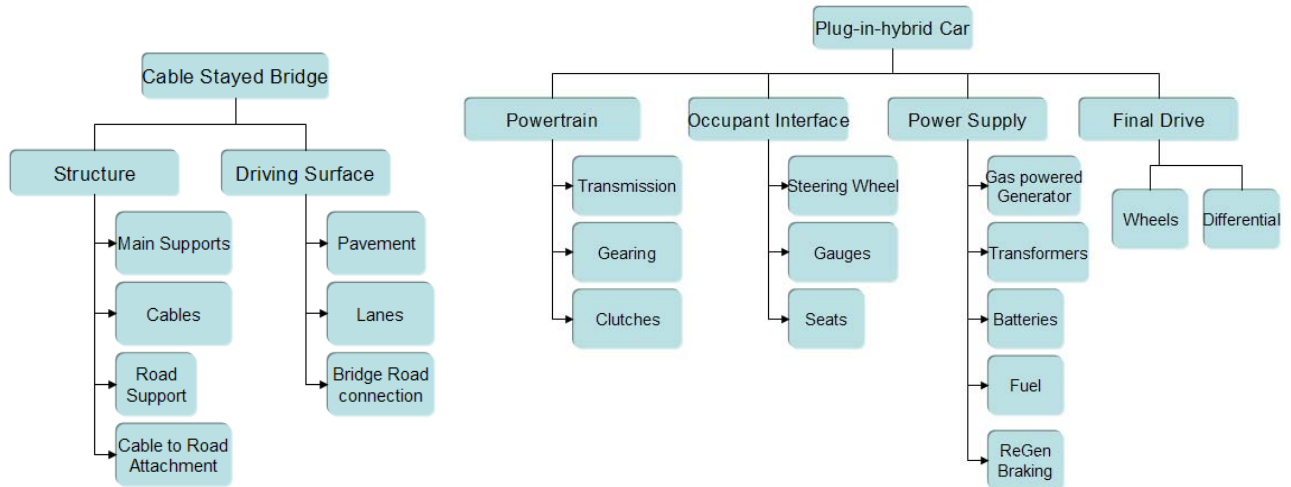 Cable Stayed Bridge
Structure
Main Supports
Cables
Road
Support
Cable to Road
Attachment
Driving Surface
Pavement
Lanes
Bridge Road
connection
Plug-in-hybrid Car
Powertrain
Transmission
Gearing
Clutches
Occupant Interface
Steering Wheel
Gauges
Seats
Power Supply
Gas powered
Generator
Transformers
Batteries
Fuel
ReGen
Braking
Final Drive
Wheels
Differential